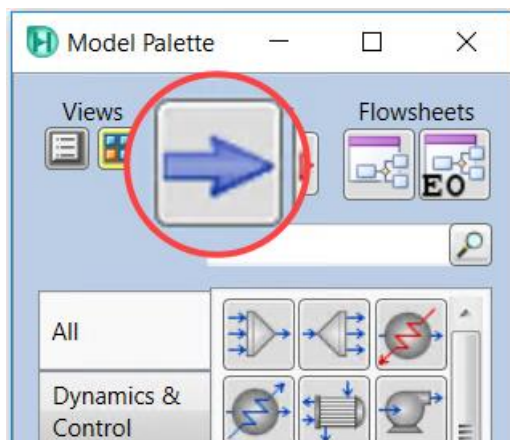 Model Palette
Views
Flowsheets
EO
All
Dynamics &
Control